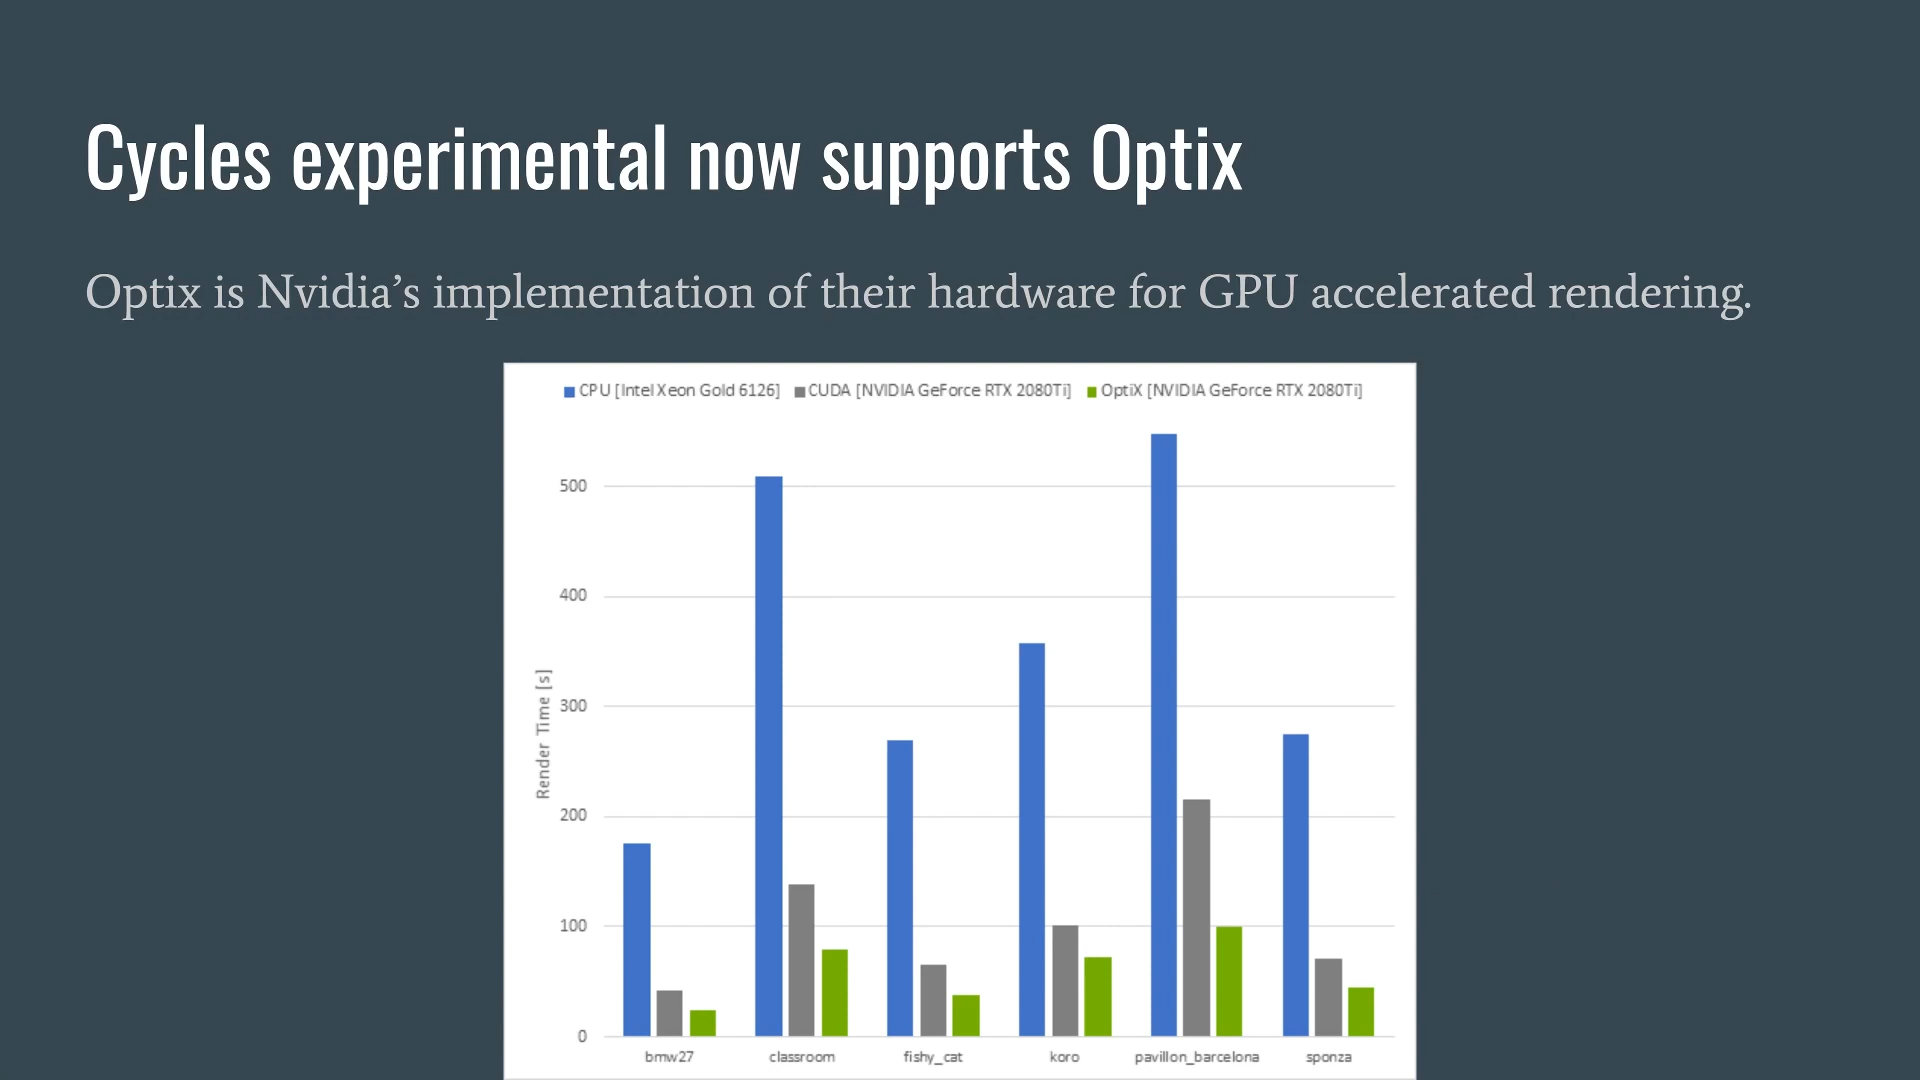 Cycles experimental now supports Optix
Optix is Nvidia’s implementation of their hardware for GPU accelerated rendering.
CPU [Intel Xeon Gold 6126] CUDA [NVIDIA GeForce RTX 2080Ti] OptiX [NVIDIA GeForce RTX 2080Ti]
500
400
300
200
100
0
Render Time [s]
bmw27 classroom fishy_cat koro pavillon_barcelona sponza